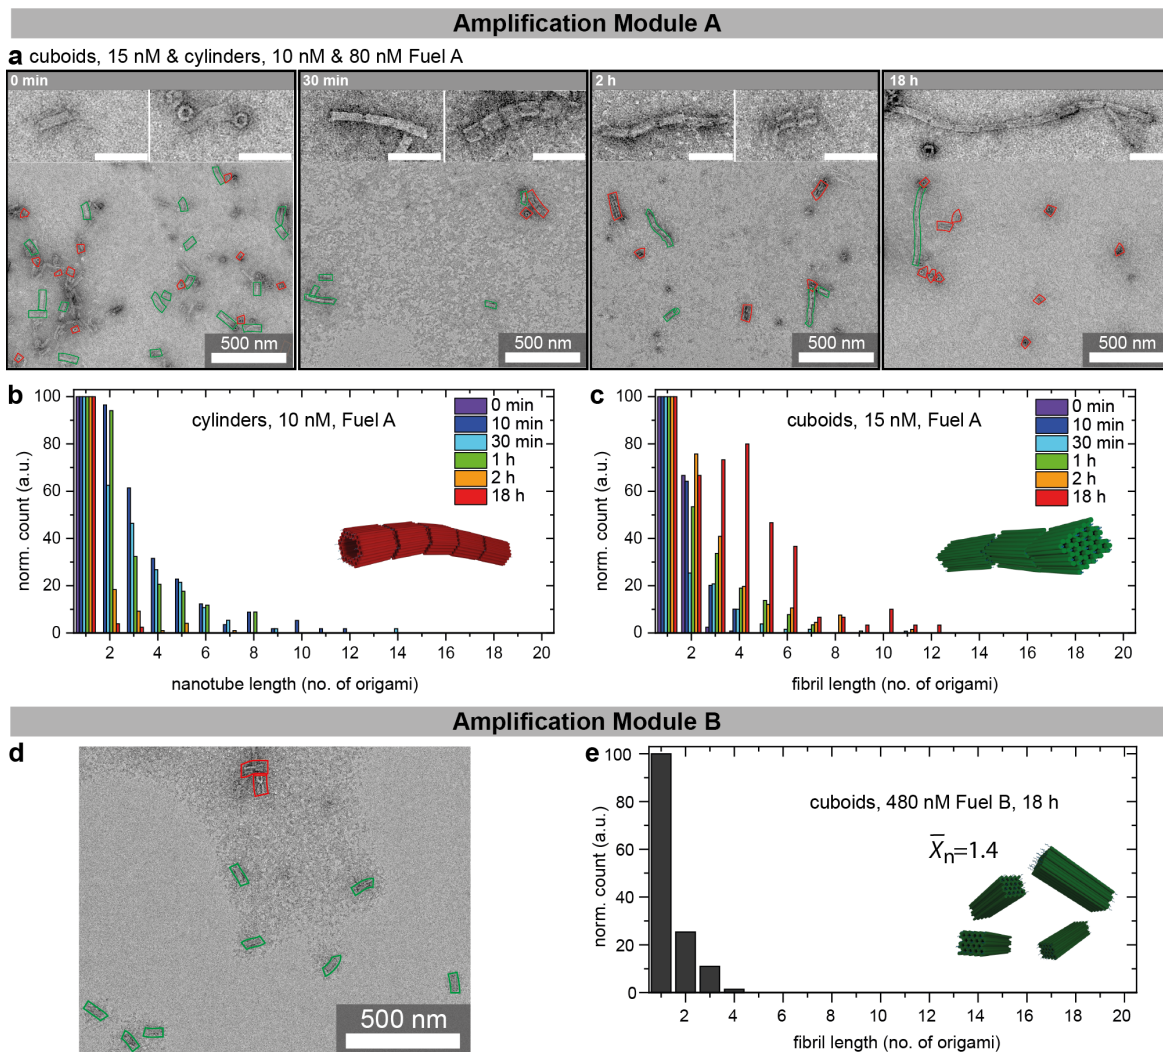 Amplification Module A
a cuboids, 15 nM & cylinders, 10 nM & 80 nM Fuel A
0 min
30 min
2 h
18 h
500 nm
500 nm
500 nm
500 nm
b
norm. count (a.u.)
100
80
60
40
20
0
cylinders, 10 nM, Fuel A
0 min
10 min
30 min
1 h
2 h
18 h
2 4 6 8 10 12 14 16 18 20
nanotube length (no. of origami)
c
norm. count (a.u.)
100
80
60
40
20
0
cuboids, 15 nM, Fuel A
0 min
10 min
30 min
1 h
2 h
18 h
2 4 6 8 10 12 14 16 18 20
fibril length (no. of origami)
Amplification Module B
d
500 nm
e
norm. count (a.u.)
100
80
60
40
20
0
cuboids, 480 nM Fuel B, 18 h
X̅n=1.4
2 4 6 8 10 12 14 16 18 20
fibril length (no. of origami)